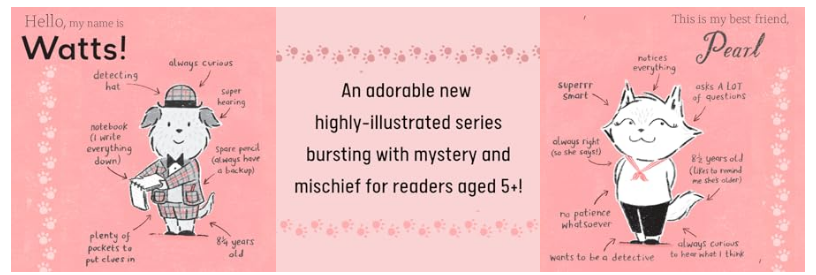 Hello, my name is
Watts!
always curious
detecting
hat
super
hearing
notebook
(I write
everything
down)
spare pencil
(always have
a backup)
plenty of
pockets to
put clues in
8¼ years
old
An adorable new
highly-illustrated series
bursting with mystery and
mischief for readers aged 5+!
This is my best friend,
Pearl
notices
everything
superrr
smart
asks A LOT
of questions
always right
(so she says!)
8½ years old
(likes to remind
me she's older)
no patience
whatsoever
always curious
to hear what I think
wants to be a detective